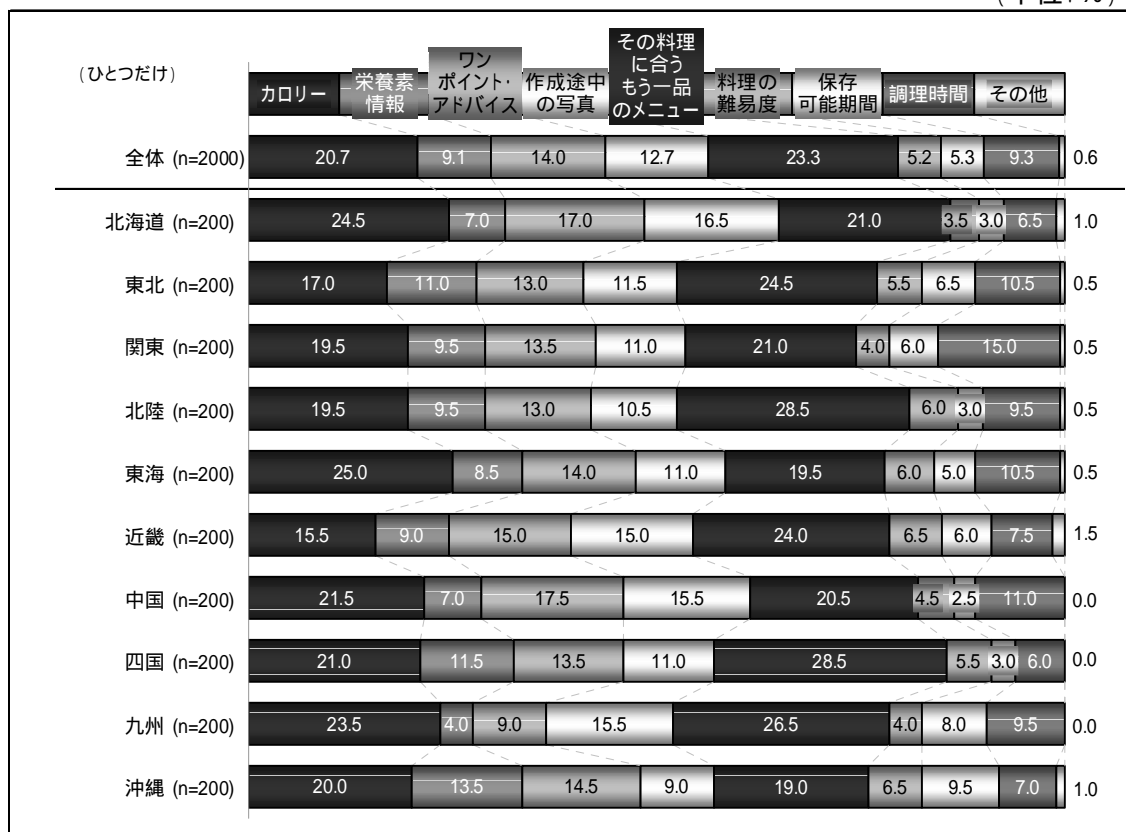 (ひとつだけ)
カロリー
栄養素
情報
ワン
ポイント・
アドバイス
作成途中
の写真
その料理
に合う
もう一品
のメニュー
料理の
難易度
保存
可能期間
調理時間
その他
全体 (n=2000) 20.7 9.1 14.0 12.7 23.3 5.2 5.3 9.3 0.6
北海道 (n=200) 24.5 7.0 17.0 16.5 21.0 3.5 3.0 6.5 1.0
東北 (n=200) 17.0 11.0 13.0 11.5 24.5 5.5 6.5 10.5 0.5
関東 (n=200) 19.5 9.5 13.5 11.0 21.0 4.0 6.0 15.0 0.5
北陸 (n=200) 19.5 9.5 13.0 10.5 28.5 6.0 3.0 9.5 0.5
東海 (n=200) 25.0 8.5 14.0 11.0 19.5 6.0 5.0 10.5 0.5
近畿 (n=200) 15.5 9.0 15.0 15.0 24.0 6.5 6.0 7.5 1.5
中国 (n=200) 21.5 7.0 17.5 15.5 20.5 4.5 2.5 11.0 0.0
四国 (n=200) 21.0 11.5 13.5 11.0 28.5 5.5 3.0 6.0 0.0
九州 (n=200) 23.5 4.0 9.0 15.5 26.5 4.0 8.0 9.5 0.0
沖縄 (n=200) 20.0 13.5 14.5 9.0 19.0 6.5 9.5 7.0 1.0